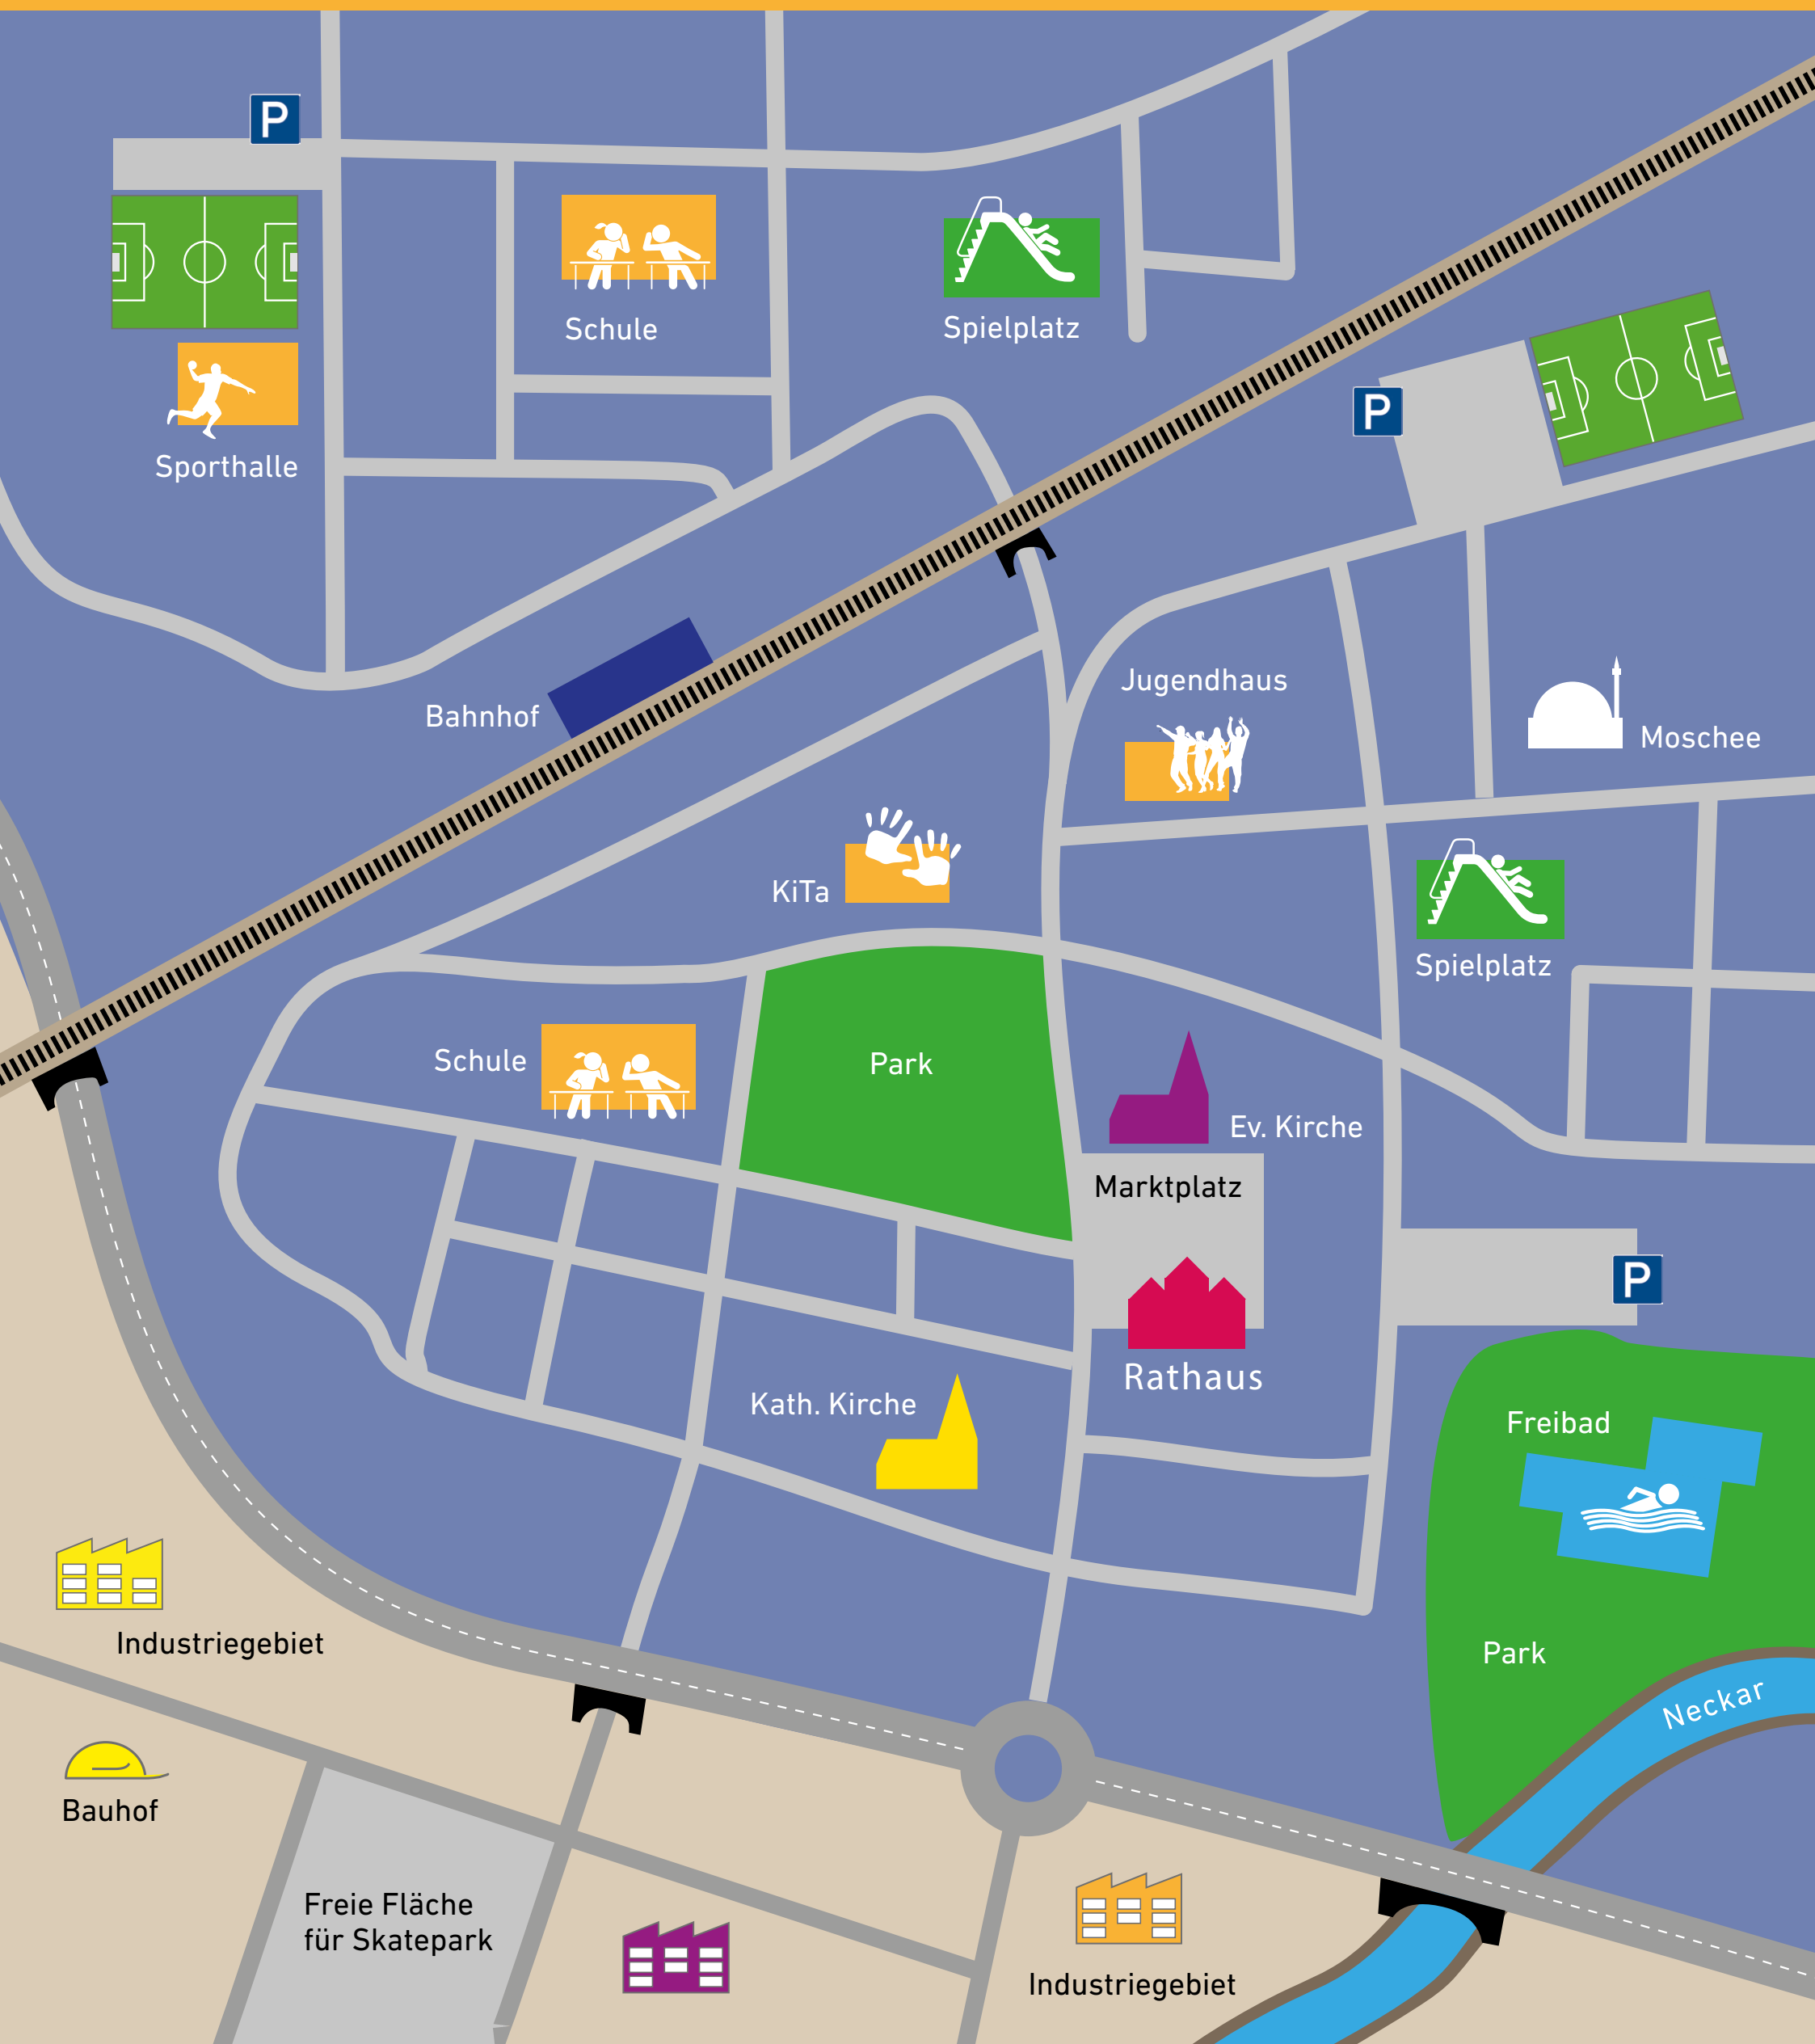 P
Schule
Spielplatz
Sporthalle
P
Bahnhof
Jugendhaus
Moschee
KiTa
Spielplatz
Schule
Park
Ev. Kirche
Marktplatz
P
Rathaus
Kath. Kirche
Freibad
Industriegebiet
Park
Neckar
Bauhof
Freie Fläche
für Skatepark
Industriegebiet